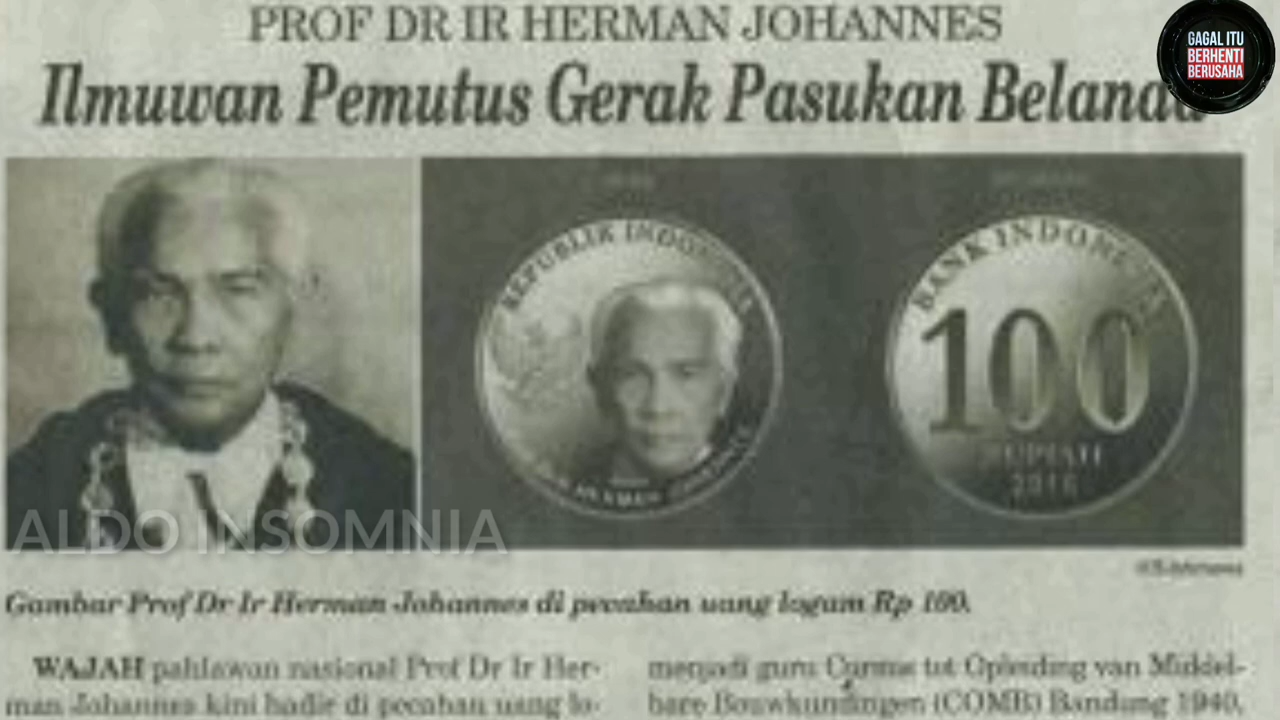 PROF DR IR HERMAN JOHANNES
GAGAL ITU
BERHENTI
BERUSAHA
Ilmuwan Pemutus Gerak Pasukan Belanda
REPUBLIK INDONESIA
HERMAN JOHANNES
BANK INDONESIA
100
RUPIAH
2016
ALDO INSOMNIA
Gambar Prof Dr Ir Herman Johannes di pecahan uang logam Rp 100.
WAJAH pahlawan nasional Prof Dr Ir Her-
man Johannes kini hadir di pecahan uang lo-
menjadi guru Cursus tot Opleiding van Middel-
bare Bouwkundingen (COMB) Bandung 1940,